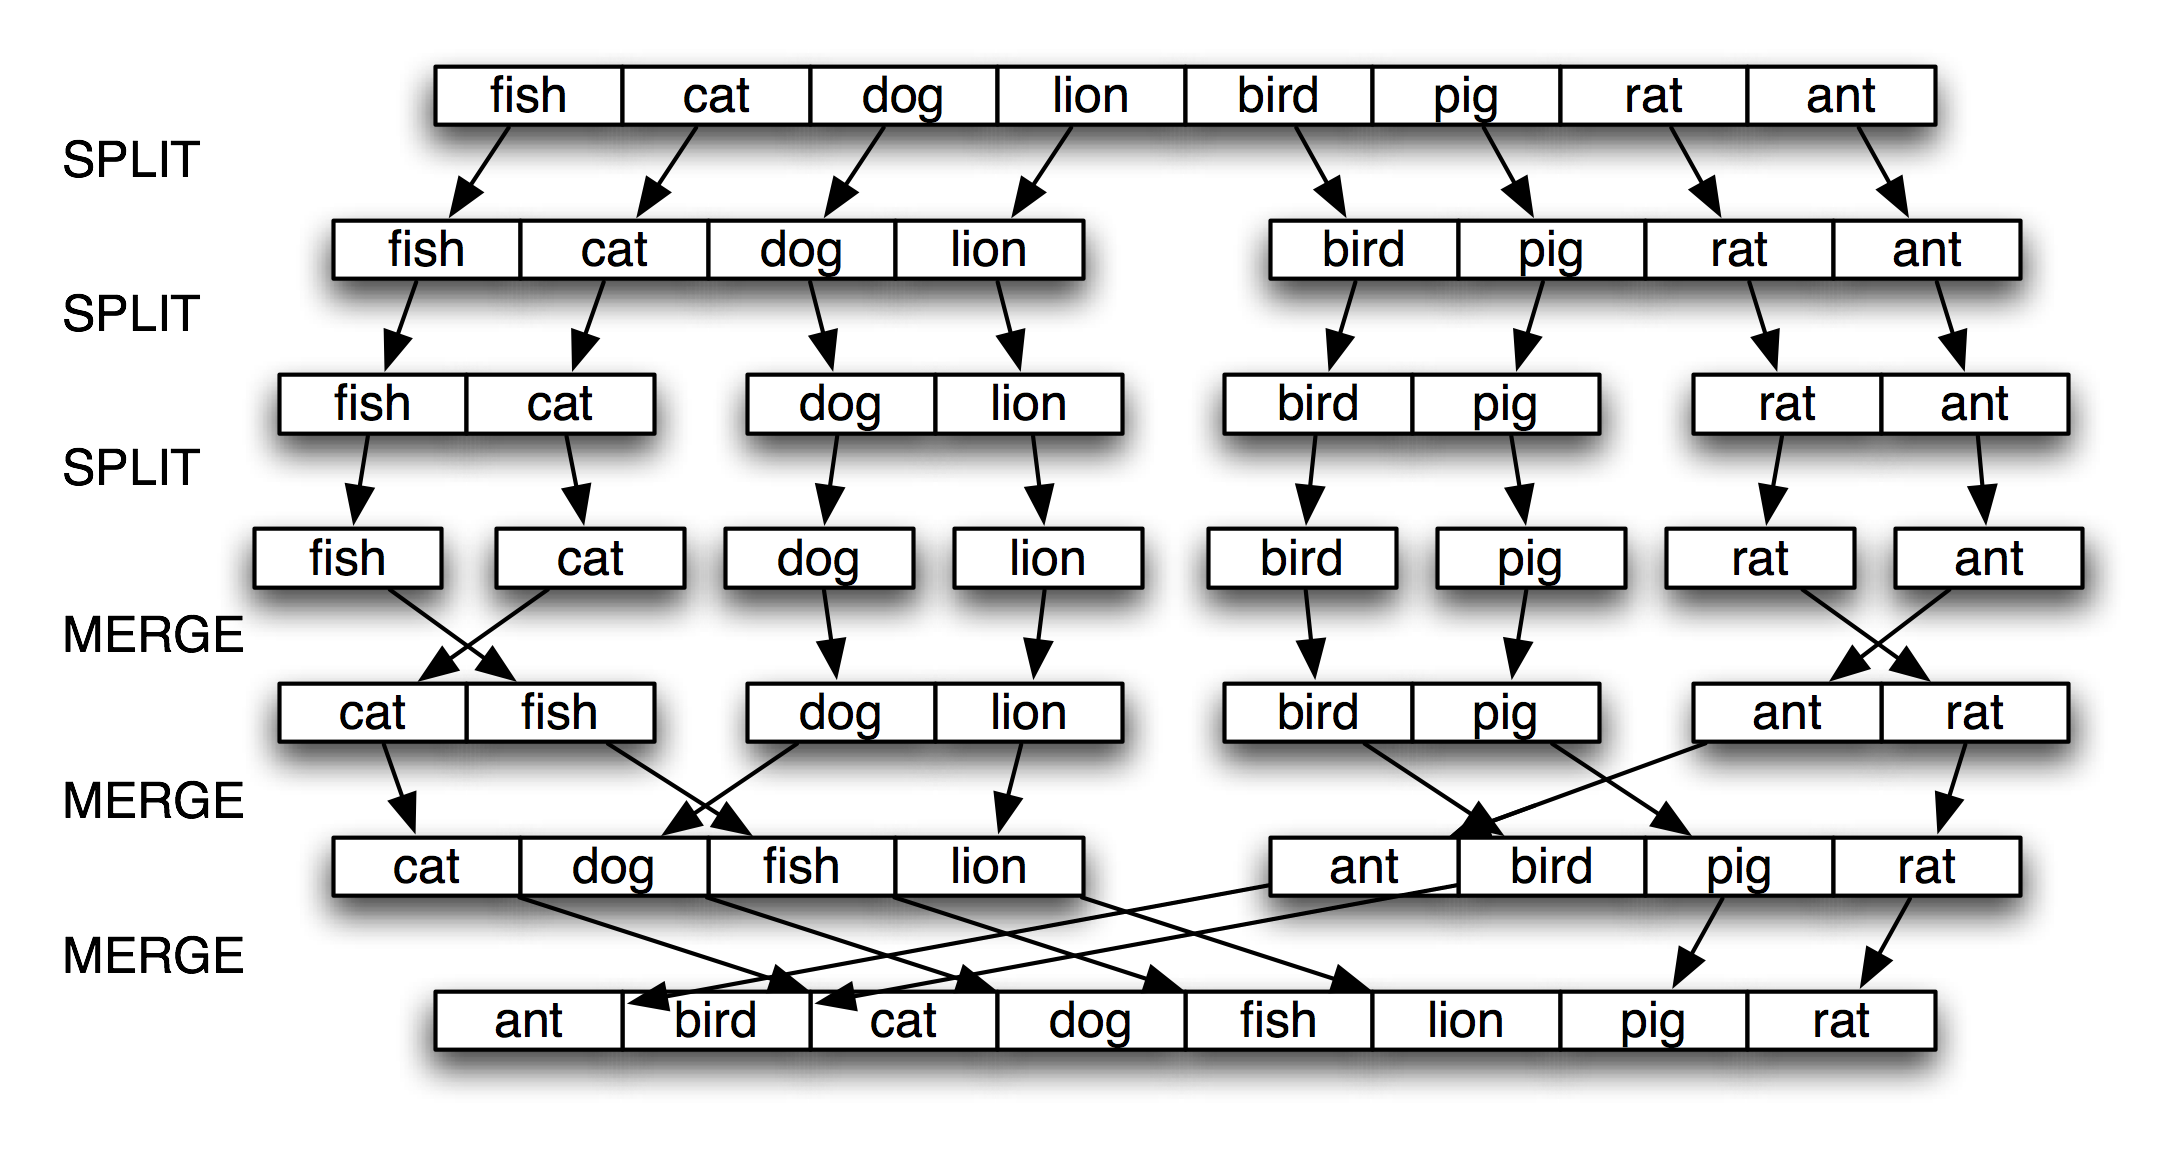 fish cat dog lion bird pig rat ant
SPLIT
fish cat dog lion bird pig rat ant
SPLIT
fish cat dog lion bird pig rat ant
SPLIT
fish cat dog lion bird pig rat ant
MERGE
cat fish dog lion bird pig ant rat
MERGE
cat dog fish lion ant bird pig rat
MERGE
ant bird cat dog fish lion pig rat